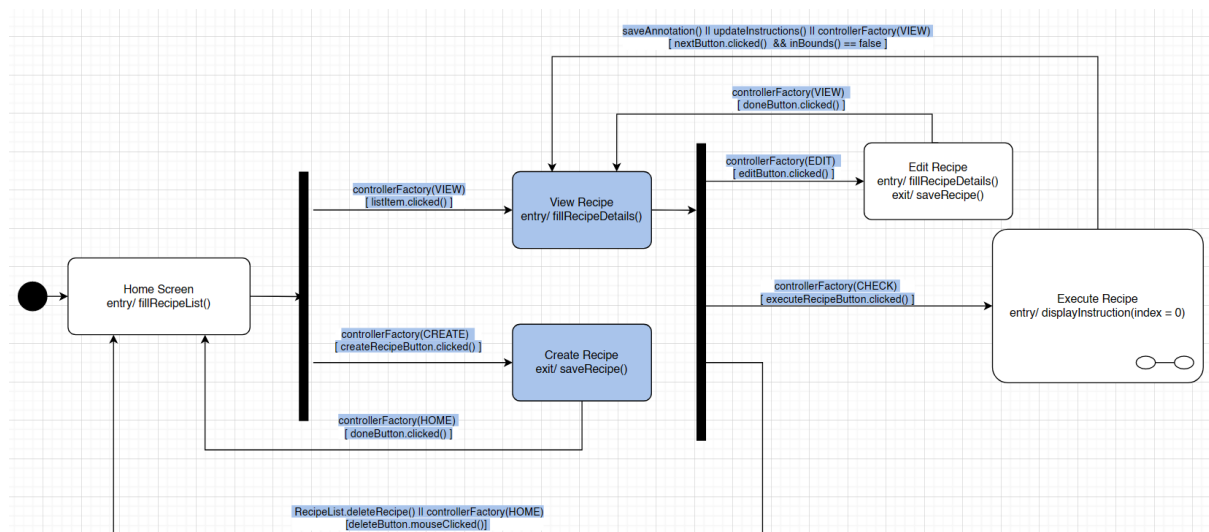 saveAnnotation() || updateInstructions() || controllerFactory(VIEW)
[ nextButton.clicked() && inBounds() == false ]
controllerFactory(VIEW)
[ doneButton.clicked() ]
controllerFactory(EDIT)
[ editButton.clicked() ]
Edit Recipe
entry/ fillRecipeDetails()
exit/ saveRecipe()
controllerFactory(VIEW)
[ listItem.clicked() ]
View Recipe
entry/ fillRecipeDetails()
Home Screen
entry/ fillRecipeList()
controllerFactory(CHECK)
[ executeRecipeButton.clicked() ]
Execute Recipe
entry/ displayInstruction(index = 0)
controllerFactory(CREATE)
[ createRecipeButton.clicked() ]
Create Recipe
exit/ saveRecipe()
controllerFactory(HOME)
[ doneButton.clicked() ]
RecipeList.deleteRecipe() || controllerFactory(HOME)
[deleteButton.mouseClicked()]